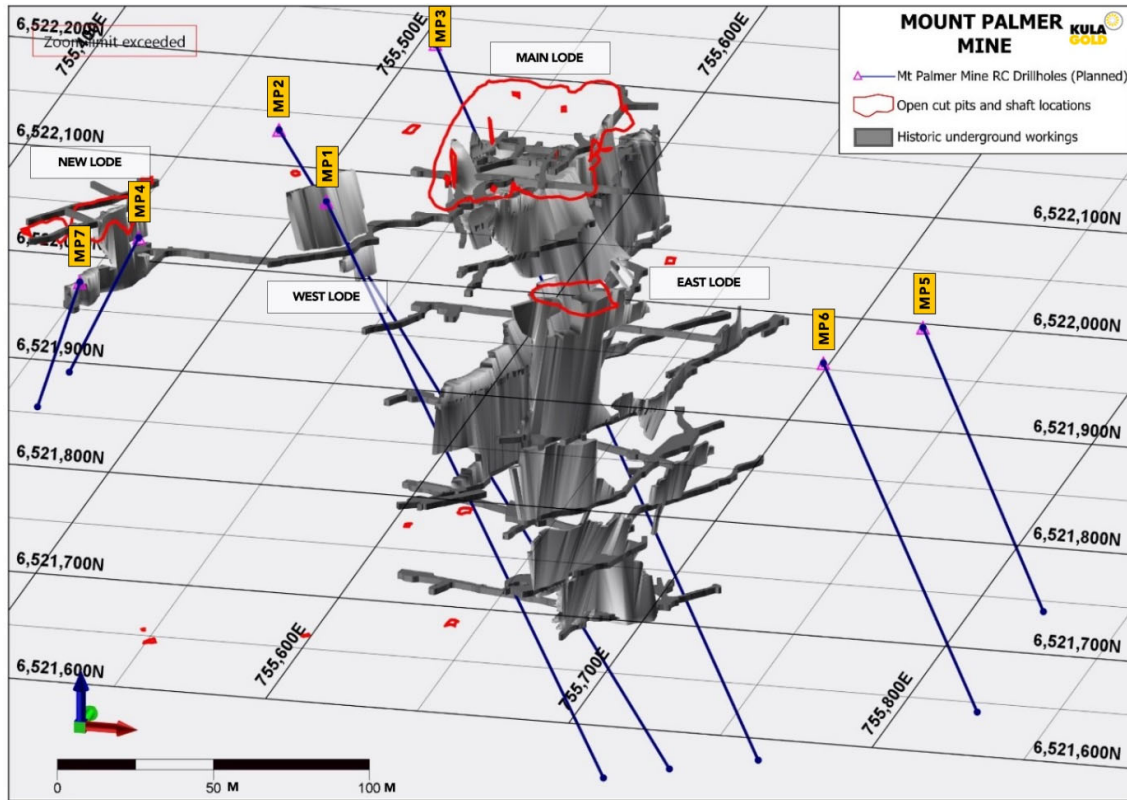 MOUNT PALMER
MINE
KULA
GOLD
Mt Palmer Mine RC Drillholes (Planned)
Open cut pits and shaft locations
Historic underground workings
6,522,200N
Zoom limit exceeded
755,500E
MP3
755,600E
MAIN LODE
MP2
6,522,100N
NEW LODE
MP1
MP4
6,522,100N
MP7
WEST LODE
EAST LODE
MP6
MP5
6,522,000N
6,521,900N
6,521,900N
6,521,800N
6,521,800N
6,521,700N
6,521,700N
755,600E
755,700E
755,800E
6,521,600N
6,521,600N
0
50 M
100 M